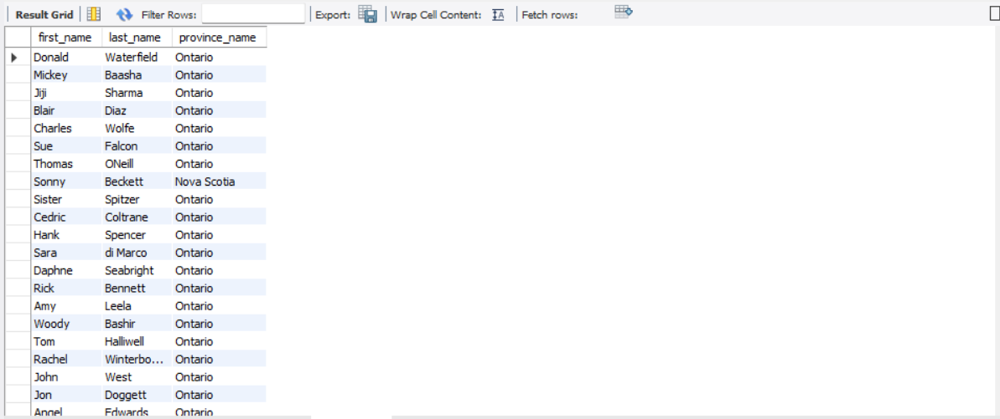 Result Grid Filter Rows: Export: Wrap Cell Content: Fetch rows:
first_name last_name province_name
Donald Waterfield Ontario
Mickey Baasha Ontario
Jiji Sharma Ontario
Blair Diaz Ontario
Charles Wolfe Ontario
Sue Falcon Ontario
Thomas ONeill Ontario
Sonny Beckett Nova Scotia
Sister Spitzer Ontario
Cedric Coltrane Ontario
Hank Spencer Ontario
Sara di Marco Ontario
Daphne Seabright Ontario
Rick Bennett Ontario
Amy Leela Ontario
Woody Bashir Ontario
Tom Halliwell Ontario
Rachel Winterbo... Ontario
John West Ontario
Jon Doggett Ontario
Angel Edwards Ontario